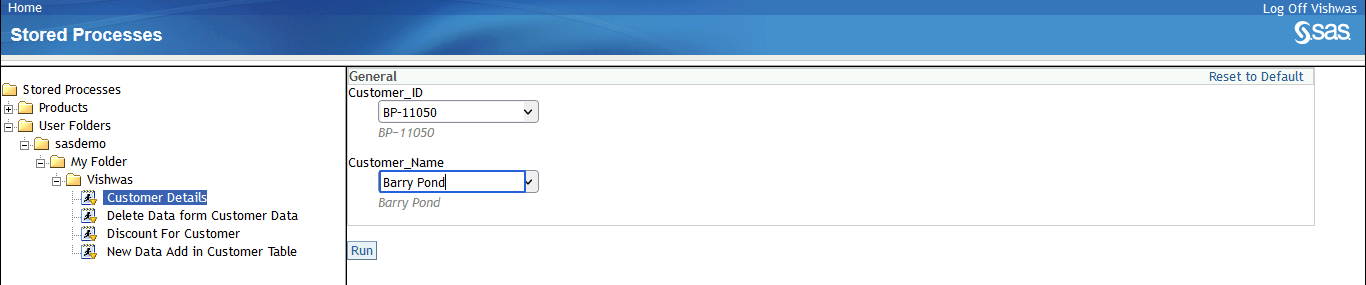 Home
Log Off Vishwas
Stored Processes
sas.
Stored Processes
Products
User Folders
sasdemo
My Folder
Vishwas
Customer Details
Delete Data form Customer Data
Discount For Customer
New Data Add in Customer Table
General
Reset to Default
Customer_ID
BP-11050
BP-11050
Customer_Name
Barry Pond
Barry Pond
Run